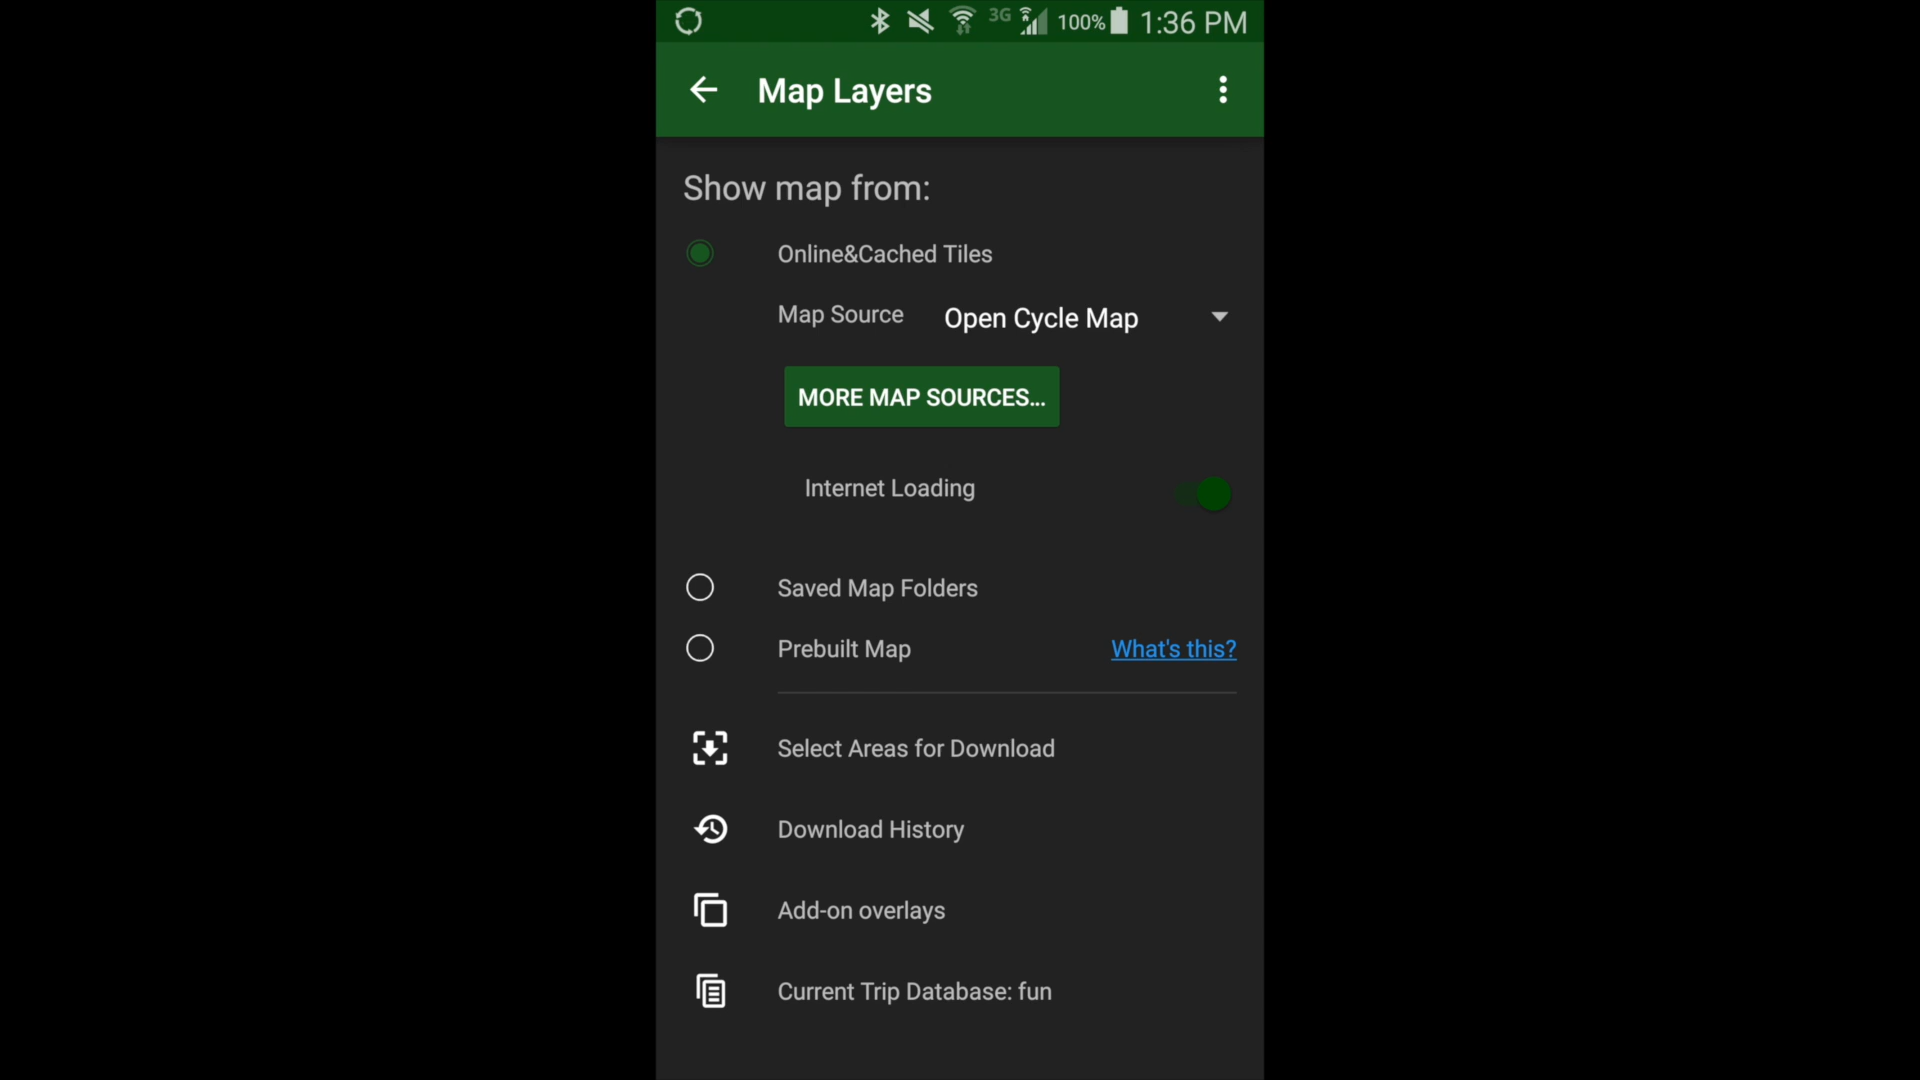 3G 100% 1:36 PM
Map Layers
Show map from:
Online&Cached Tiles
Map Source Open Cycle Map
MORE MAP SOURCES...
Internet Loading
Saved Map Folders
Prebuilt Map What's this?
Select Areas for Download
Download History
Add-on overlays
Current Trip Database: fun